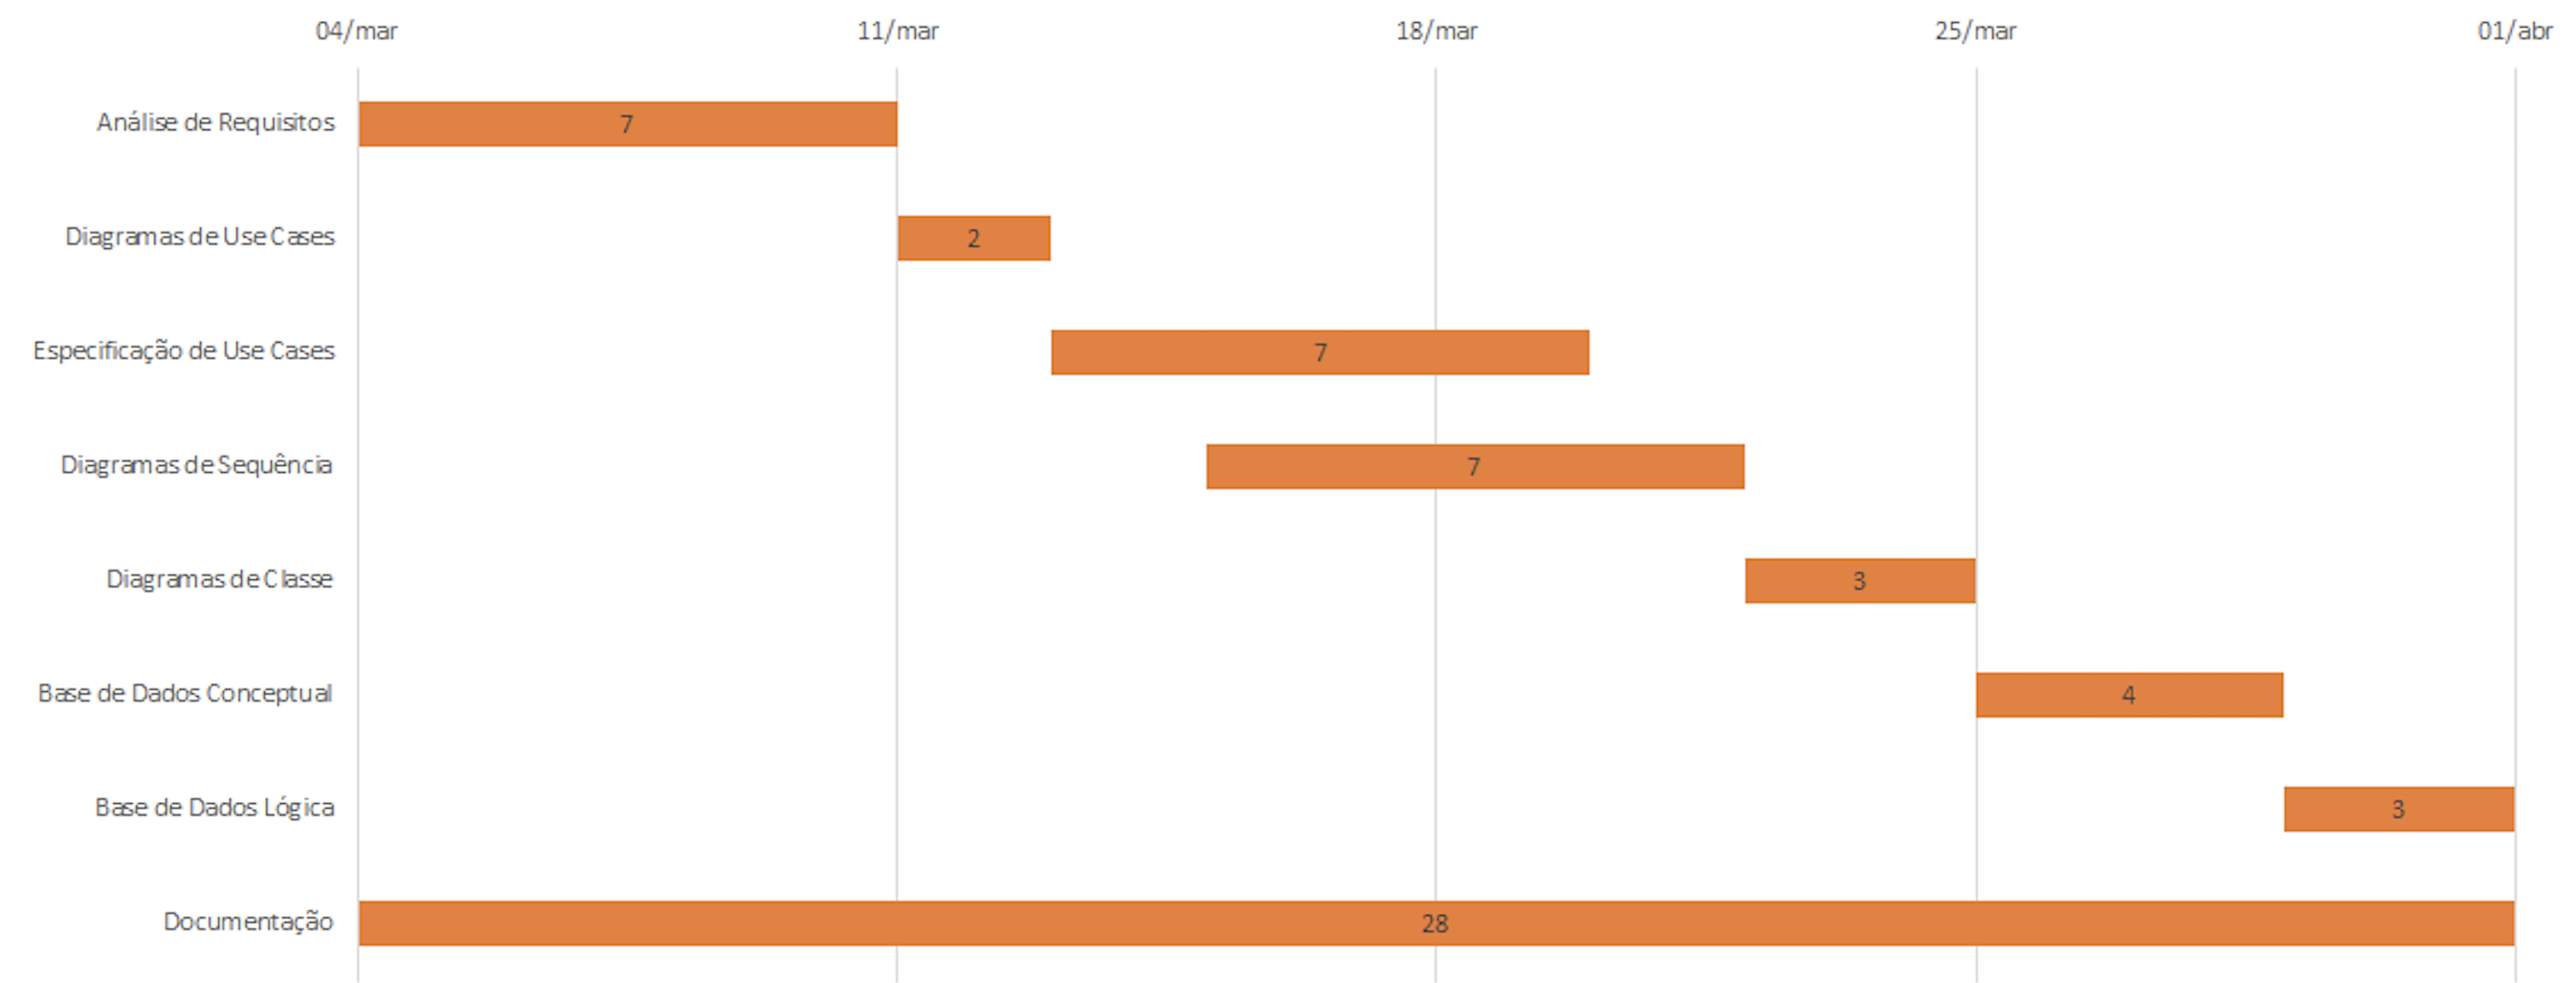 04/mar 11/mar 18/mar 25/mar 01/abr
Análise de Requisitos 7
Diagramas de Use Cases 2
Especificação de Use Cases 7
Diagramas de Sequência 7
Diagramas de Classe 3
Base de Dados Conceptual 4
Base de Dados Lógica 3
Documentação 28